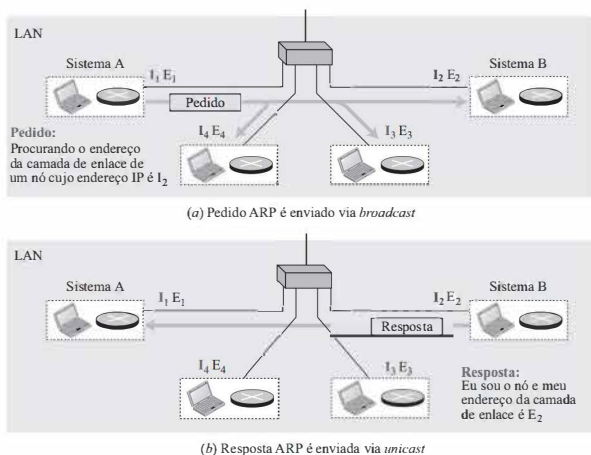 LAN
Sistema A
Sistema B
I₁ E₁
I₂ E₂
Pedido
I₄ E₄
I₃ E₃
Pedido:
Procurando o endereço
da camada de enlace de
um nó cujo endereço IP é I₂
(a) Pedido ARP é enviado via broadcast
LAN
Sistema A
Sistema B
I₁ E₁
I₂ E₂
Resposta
I₄ E₄
I₃ E₃
Resposta:
Eu sou o nó e meu
endereço da camada
de enlace é E₂
(b) Resposta ARP é enviada via unicast